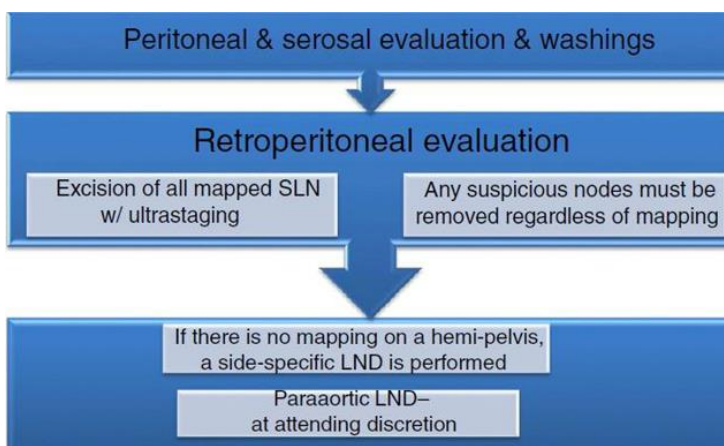 Peritoneal & serosal evaluation & washings
Retroperitoneal evaluation
Excision of all mapped SLN
w/ ultrastaging
Any suspicious nodes must be
removed regardless of mapping
If there is no mapping on a hemi-pelvis,
a side-specific LND is performed
Paraaortic LND–
at attending discretion